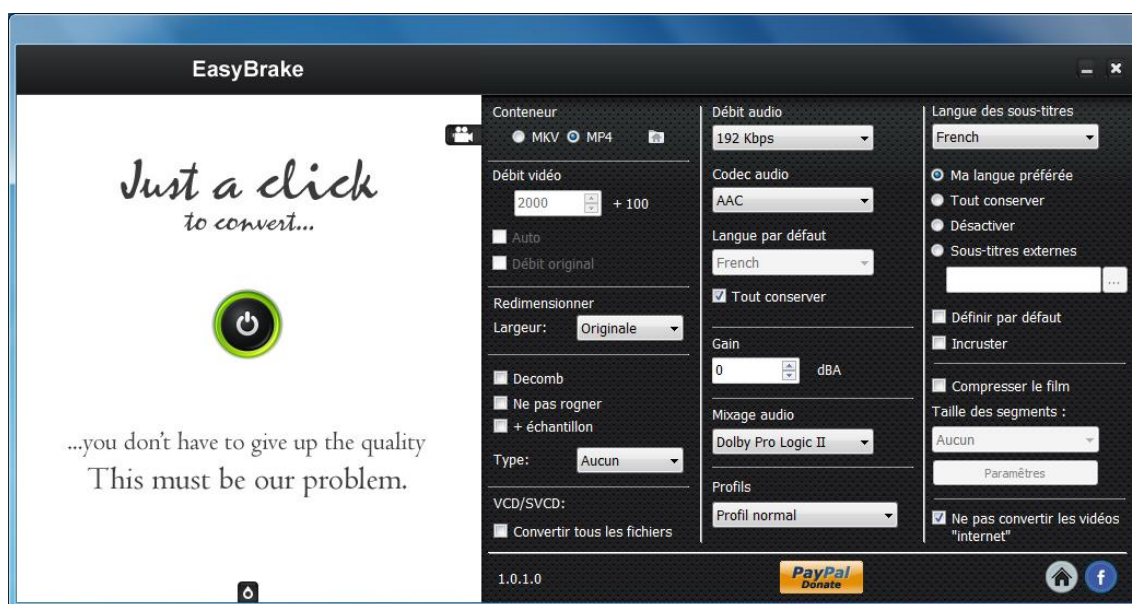 EasyBrake
Just a click
to convert...
...you don't have to give up the quality
This must be our problem.
Conteneur
MKV MP4
Débit vidéo
2000 + 100
Auto
Débit original
Redimensionner
Largeur: Originale
Decomb
Ne pas rogner
+ échantillon
Type: Aucun
VCD/SVCD:
Convertir tous les fichiers
Débit audio
192 Kbps
Codec audio
AAC
Langue par défaut
French
Tout conserver
Gain
0 dBA
Mixage audio
Dolby Pro Logic II
Profils
Profil normal
Langue des sous-titres
French
Ma langue préférée
Tout conserver
Désactiver
Sous-titres externes
...
Définir par défaut
Incruster
Compresser le film
Taille des segments :
Aucun
Paramêtres
Ne pas convertir les vidéos
"internet"
1.0.1.0
PayPal
Donate
f